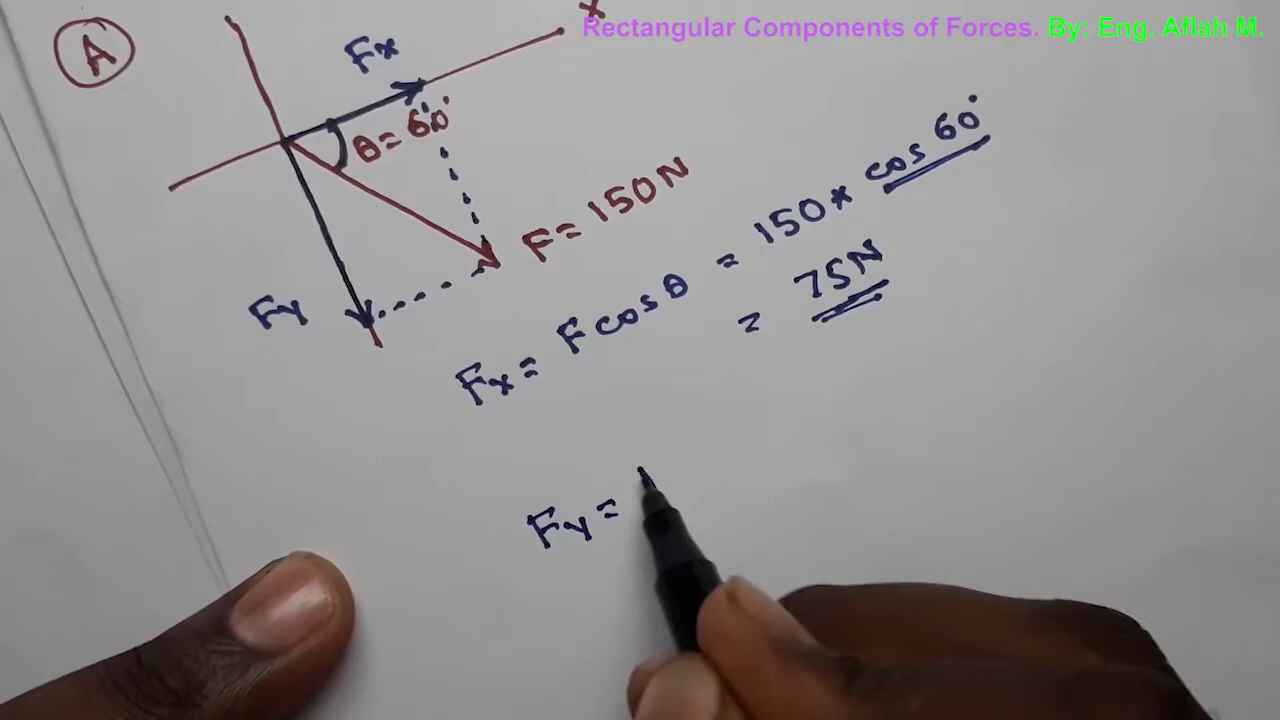 Rectangular Components of Forces. By: Eng. Aflah M.
A
x
Fx
θ = 60°
F = 150N
Fy
Fx = F cos θ = 150 * cos 60°
= 75N
Fy =